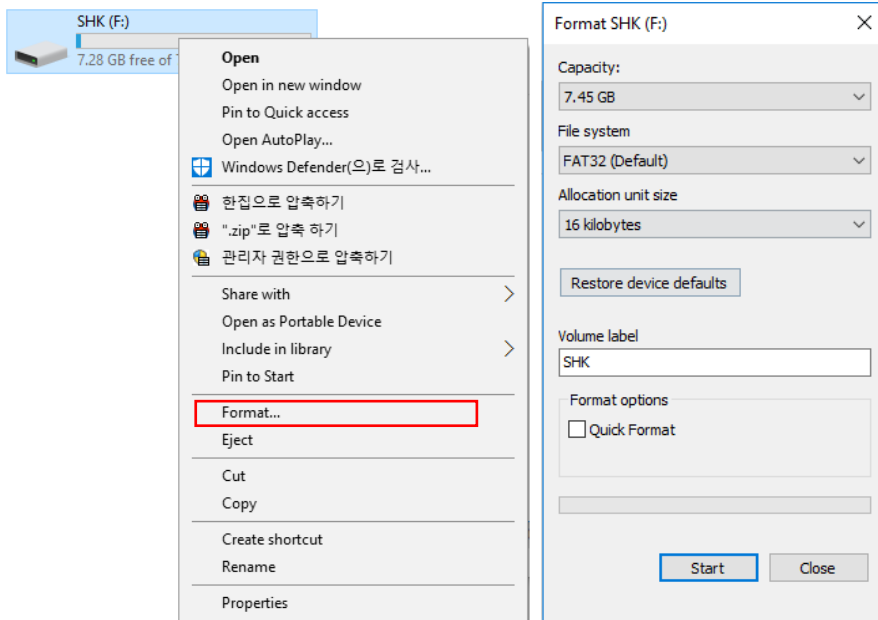 SHK (F:)
7.28 GB free of
Open
Open in new window
Pin to Quick access
Open AutoPlay...
Windows Defender(으)로 검사...
한집으로 압축하기
".zip"로 압축 하기
관리자 권한으로 압축하기
Share with
Open as Portable Device
Include in library
Pin to Start
Format...
Eject
Cut
Copy
Create shortcut
Rename
Properties
Format SHK (F:)
Capacity:
7.45 GB
File system
FAT32 (Default)
Allocation unit size
16 kilobytes
Restore device defaults
Volume label
SHK
Format options
Quick Format
Start
Close